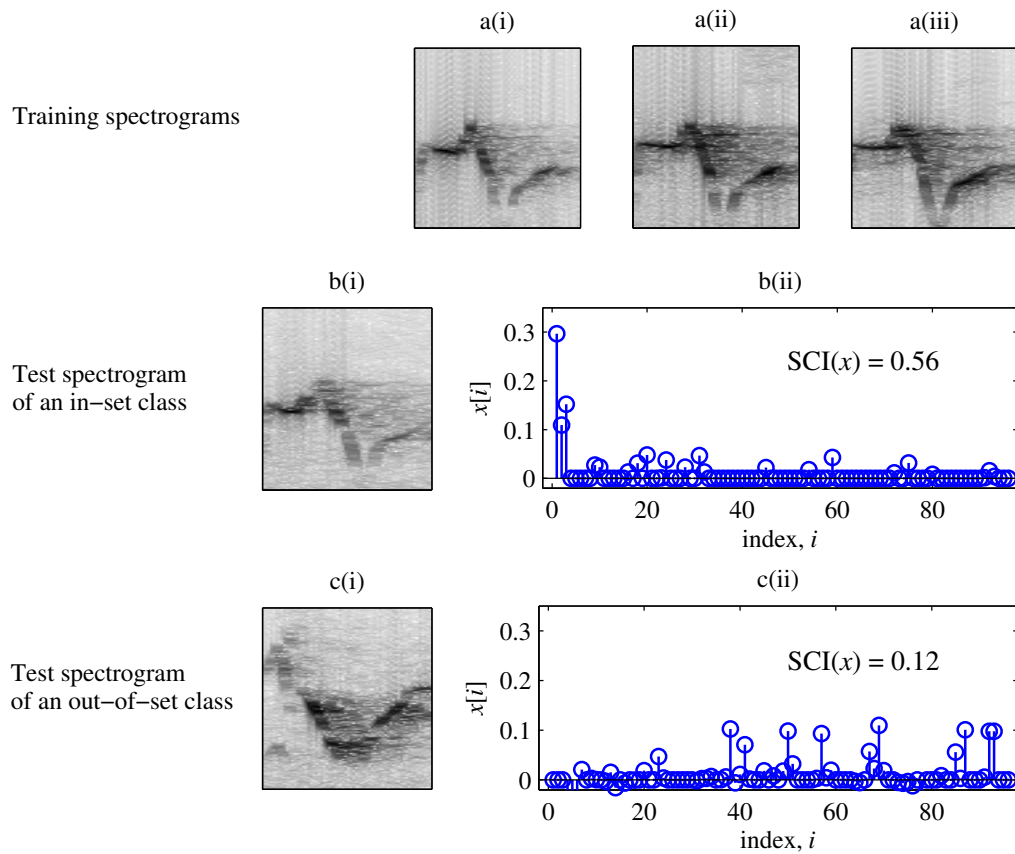 a(i) a(ii) a(iii)
Training spectrograms
b(i) b(ii)
Test spectrogram
of an in−set class
0.3
0.2
0.1
0
x[i]
SCI(x) = 0.56
0 20 40 60 80
index, i
c(i) c(ii)
Test spectrogram
of an out−of−set class
0.3
0.2
0.1
0
x[i]
SCI(x) = 0.12
0 20 40 60 80
index, i